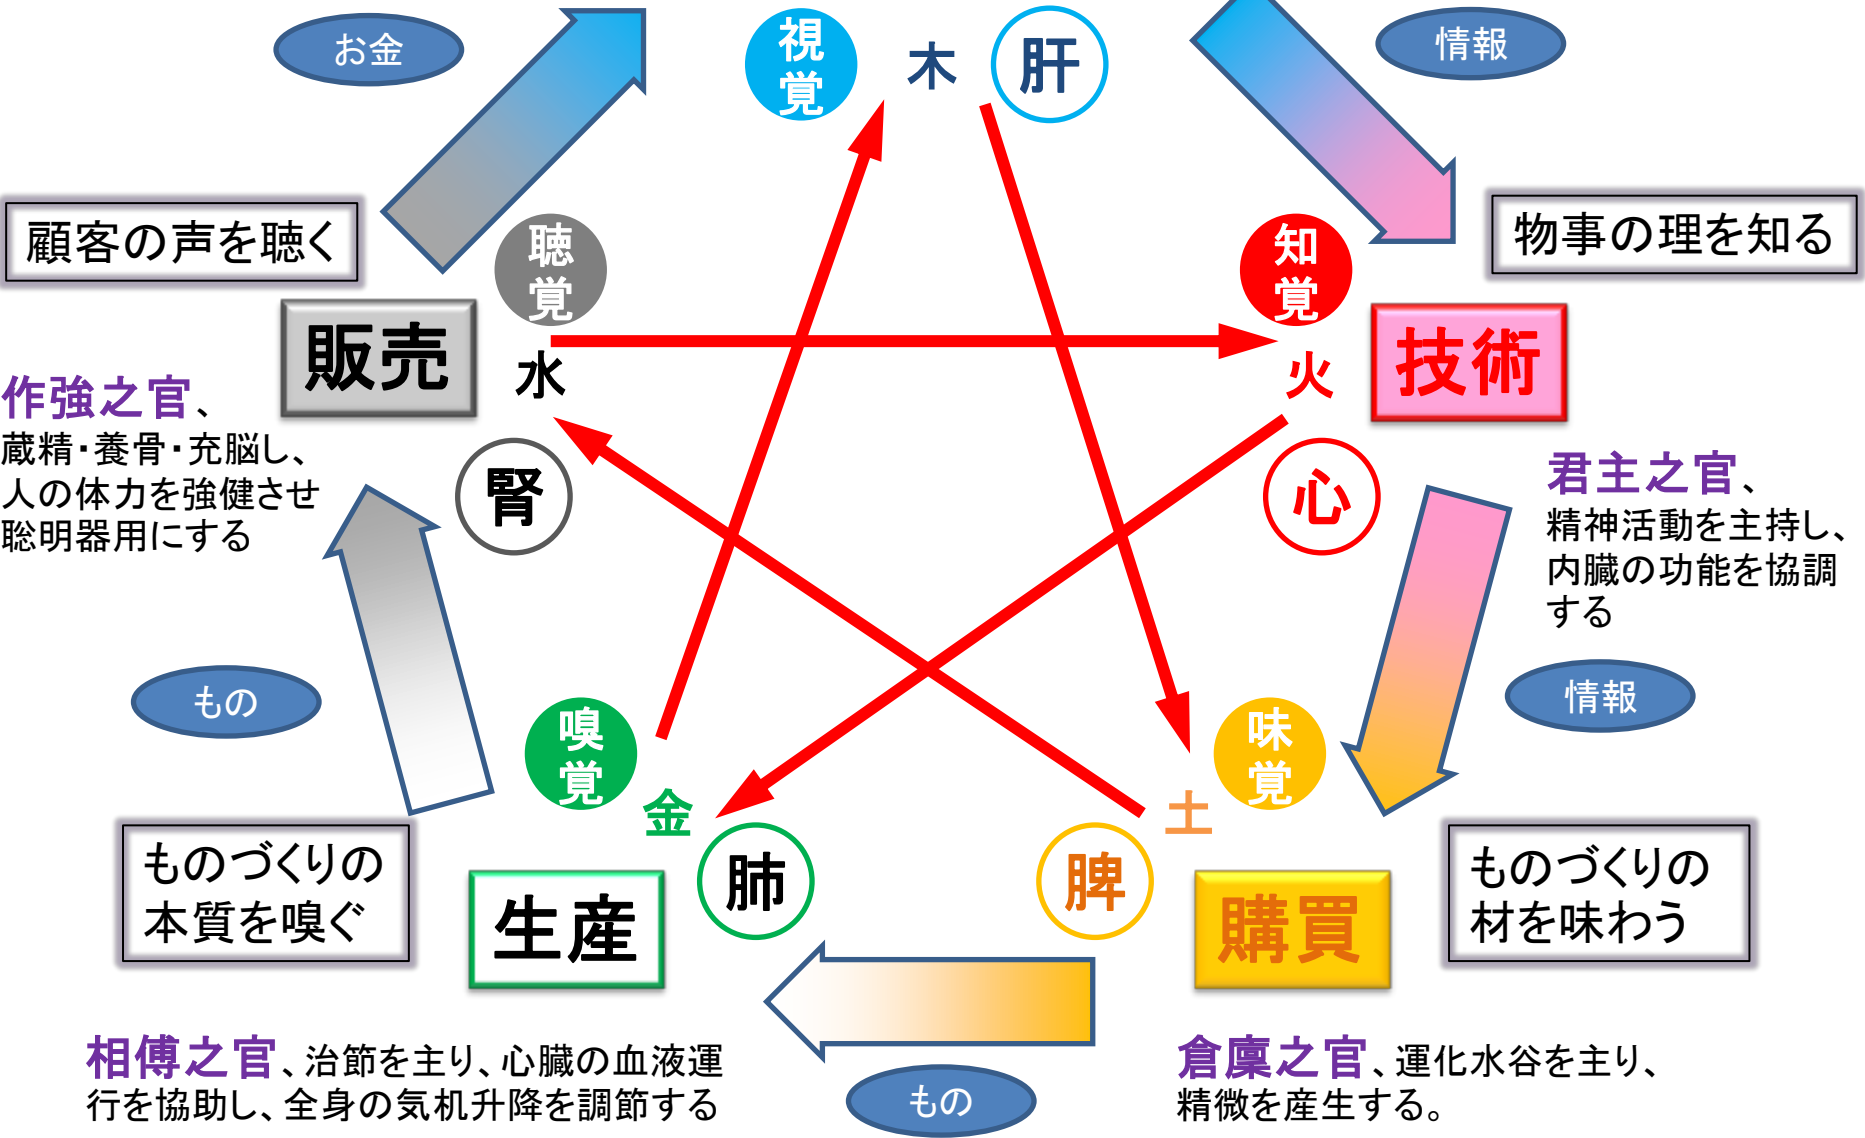 お金
視
覚
木
肝
情報
顧客の声を聴く
聴
覚
知
覚
物事の理を知る
販売
水
火
技術
作強之官、
蔵精・養骨・充脳し、
人の体力を強健させ
聡明器用にする
腎
心
君主之官、
精神活動を主持し、
内臓の功能を協調
する
もの
情報
嗅
覚
金
肺
味
覚
土
脾
ものづくりの
本質を嗅ぐ
生産
購買
ものづくりの
材を味わう
相傅之官、治節を主り、心臓の血液運
行を協助し、全身の気机升降を調節する
もの
倉廩之官、運化水谷を主り、
精微を産生する。